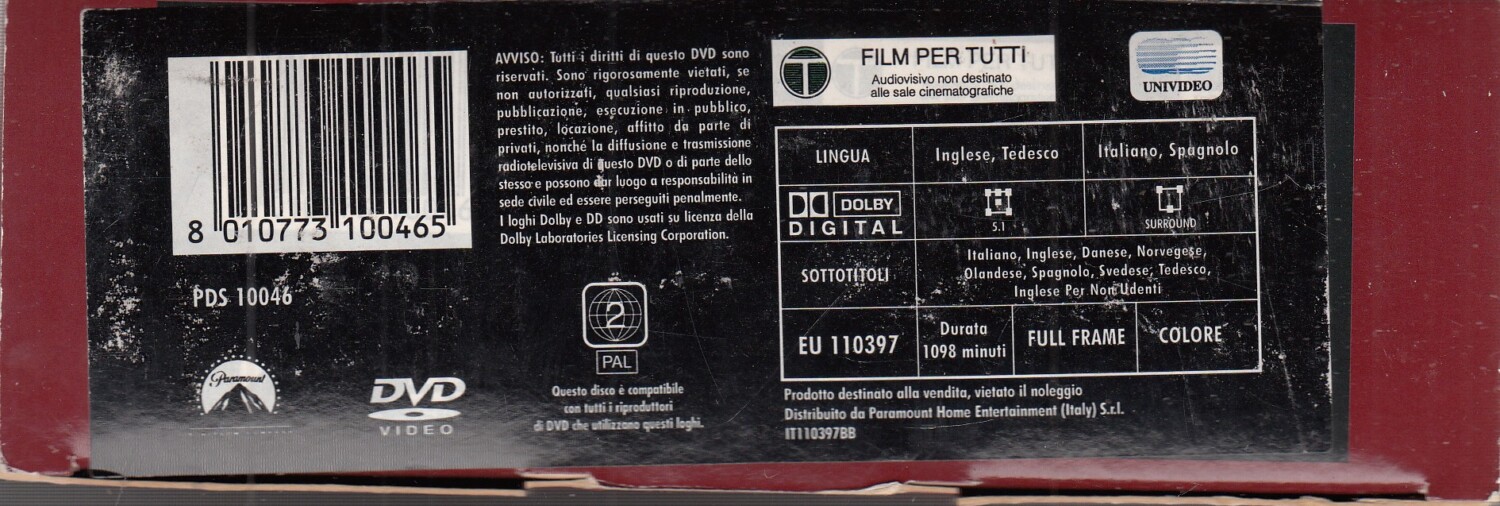 8 010773 100465
PDS 10046
Paramount
DVD
VIDEO
AVVISO: Tutti i diritti di questo DVD sono
riservati. Sono rigorosamente vietati, se
non autorizzati, qualsiasi riproduzione,
pubblicazione, esecuzione in pubblico,
prestito, locazione, affitto da parte di
privati, nonché la diffusione e trasmissione
radiotelevisiva di questo DVD o di parte dello
stesso e possono dar luogo a responsabilità in
sede civile ed essere perseguiti penalmente.
I loghi Dolby e DD sono usati su licenza della
Dolby Laboratories Licensing Corporation.
2
PAL
Questo disco è compatibile
con tutti i riproduttori
di DVD che utilizzano questi loghi.
T
FILM PER TUTTI
Audiovisivo non destinato
alle sale cinematografiche
UNIVIDEO
LINGUA
Inglese, Tedesco
Italiano, Spagnolo
DOLBY
DIGITAL
5.1
SURROUND
SOTTOTITOLI
Italiano, Inglese, Danese, Norvegese,
Olandese, Spagnolo, Svedese, Tedesco,
Inglese Per Non Udenti
EU 110397
Durata
1098 minuti
FULL FRAME
COLORE
Prodotto destinato alla vendita, vietato il noleggio
Distribuito da Paramount Home Entertainment (Italy) S.r.l.
IT110397BB